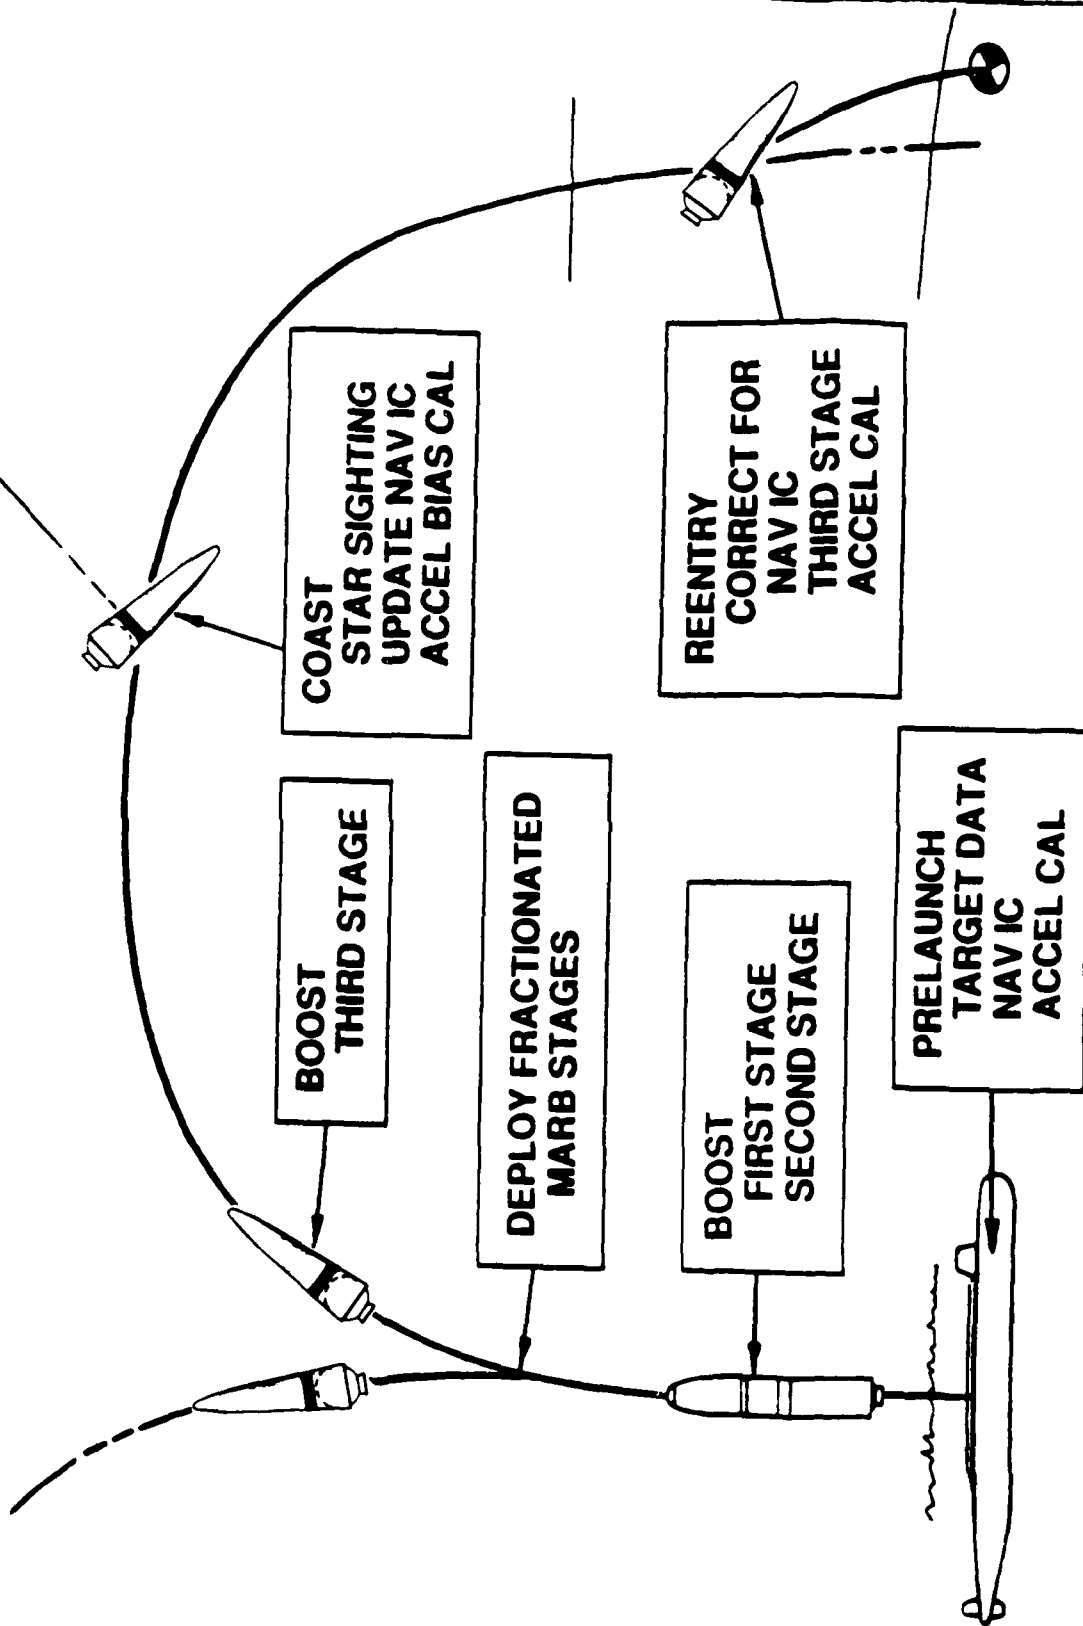 PRELAUNCH
TARGET DATA
NAV IC
ACCEL CAL
BOOST
FIRST STAGE
SECOND STAGE
DEPLOY FRACTIONATED
MARB STAGES
BOOST
THIRD STAGE
COAST
STAR SIGHTING
UPDATE NAV IC
ACCEL BIAS CAL
REENTRY
CORRECT FOR
NAV IC
THIRD STAGE
ACCEL CAL